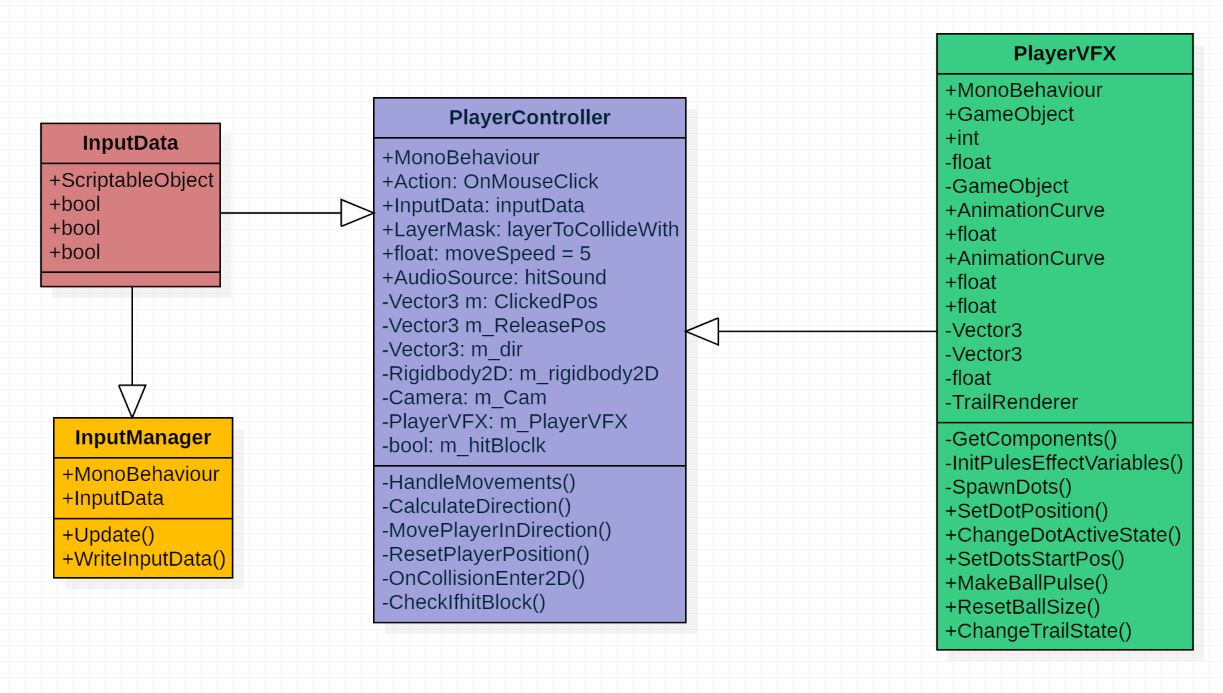 InputData
+ScriptableObject
+bool
+bool
+bool
InputManager
+MonoBehaviour
+InputData
+Update()
+WriteInputData()
PlayerController
+MonoBehaviour
+Action: OnMouseClick
+InputData: inputData
+LayerMask: layerToCollideWith
+float: moveSpeed = 5
+AudioSource: hitSound
-Vector3 m: ClickedPos
-Vector3 m_ReleasePos
-Vector3: m_dir
-Rigidbody2D: m_rigidbody2D
-Camera: m_Cam
-PlayerVFX: m_PlayerVFX
-bool: m_hitBloclk
-HandleMovements()
-CalculateDirection()
-MovePlayerInDirection()
-ResetPlayerPosition()
-OnCollisionEnter2D()
-CheckIfhitBlock()
PlayerVFX
+MonoBehaviour
+GameObject
+int
-float
-GameObject
+AnimationCurve
+float
+AnimationCurve
+float
+float
-Vector3
-Vector3
-float
-TrailRenderer
-GetComponents()
-InitPulesEffectVariables()
-SpawnDots()
+SetDotPosition()
+ChangeDotActiveState()
+SetDotsStartPos()
+MakeBallPulse()
+ResetBallSize()
+ChangeTrailState()